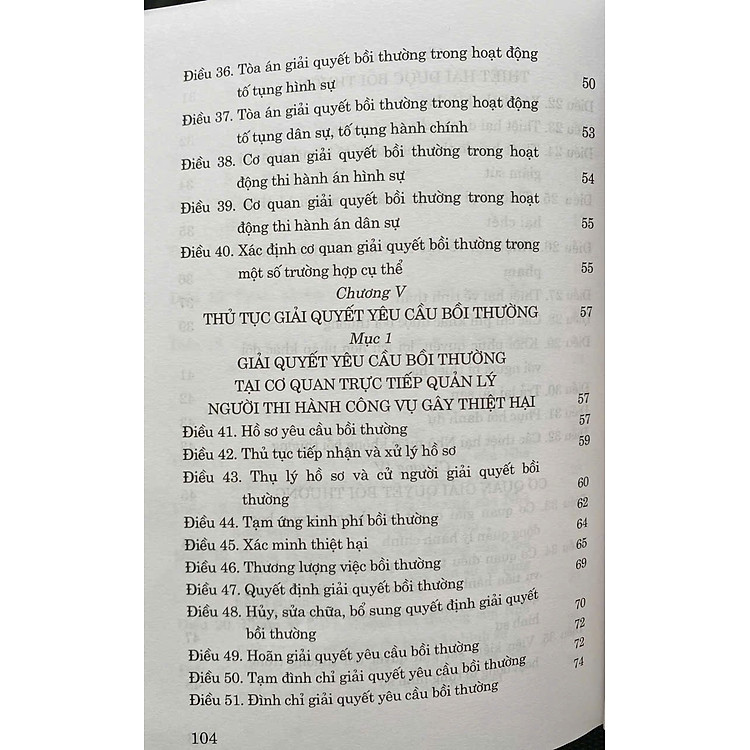 Điều 36. Tòa án giải quyết bồi thường trong hoạt động
tố tụng hình sự 50
Điều 37. Tòa án giải quyết bồi thường trong hoạt động
tố tụng dân sự, tố tụng hành chính 53
Điều 38. Cơ quan giải quyết bồi thường trong hoạt
động thi hành án hình sự 54
Điều 39. Cơ quan giải quyết bồi thường trong hoạt
động thi hành án dân sự 55
Điều 40. Xác định cơ quan giải quyết bồi thường trong
một số trường hợp cụ thể 55
Chương V
THỦ TỤC GIẢI QUYẾT YÊU CẦU BỒI THƯỜNG 57
Mục 1
GIẢI QUYẾT YÊU CẦU BỒI THƯỜNG
TẠI CƠ QUAN TRỰC TIẾP QUẢN LÝ
NGƯỜI THI HÀNH CÔNG VỤ GÂY THIỆT HẠI 57
Điều 41. Hồ sơ yêu cầu bồi thường 57
Điều 42. Thủ tục tiếp nhận và xử lý hồ sơ 59
Điều 43. Thụ lý hồ sơ và cử người giải quyết bồi
thường 60
Điều 44. Tạm ứng kinh phí bồi thường 62
Điều 45. Xác minh thiệt hại 64
Điều 46. Thương lượng việc bồi thường 65
Điều 47. Quyết định giải quyết bồi thường 69
Điều 48. Hủy, sửa chữa, bổ sung quyết định giải quyết
bồi thường 70
Điều 49. Hoãn giải quyết yêu cầu bồi thường 72
Điều 50. Tạm đình chỉ giải quyết yêu cầu bồi thường 72
Điều 51. Đình chỉ giải quyết yêu cầu bồi thường 74
104